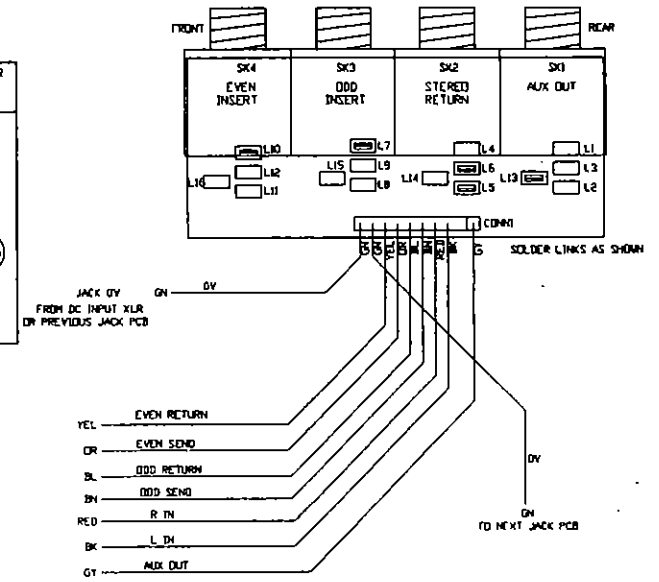 FRONT
REAR
SK4
EVEN
INSERT
SK3
ODD
INSERT
SK2
STEREO
RETURN
SK1
AUX OUT
L10
L7
L4
L1
L12
L15
L9
L14
L6
L13
L3
L16
L11
L8
L5
L2
CONN1
GN
GN
YEL
OR
BL
BN
RED
BK
GY
SOLDER LINKS AS SHOWN
JACK 0V
GN
0V
FROM DC INPUT XLR
OR PREVIOUS JACK PCB
YEL
EVEN RETURN
OR
EVEN SEND
BL
ODD RETURN
BN
ODD SEND
RED
R IN
BK
L IN
GY
AUX OUT
0V
GN
TO NEXT JACK PCB